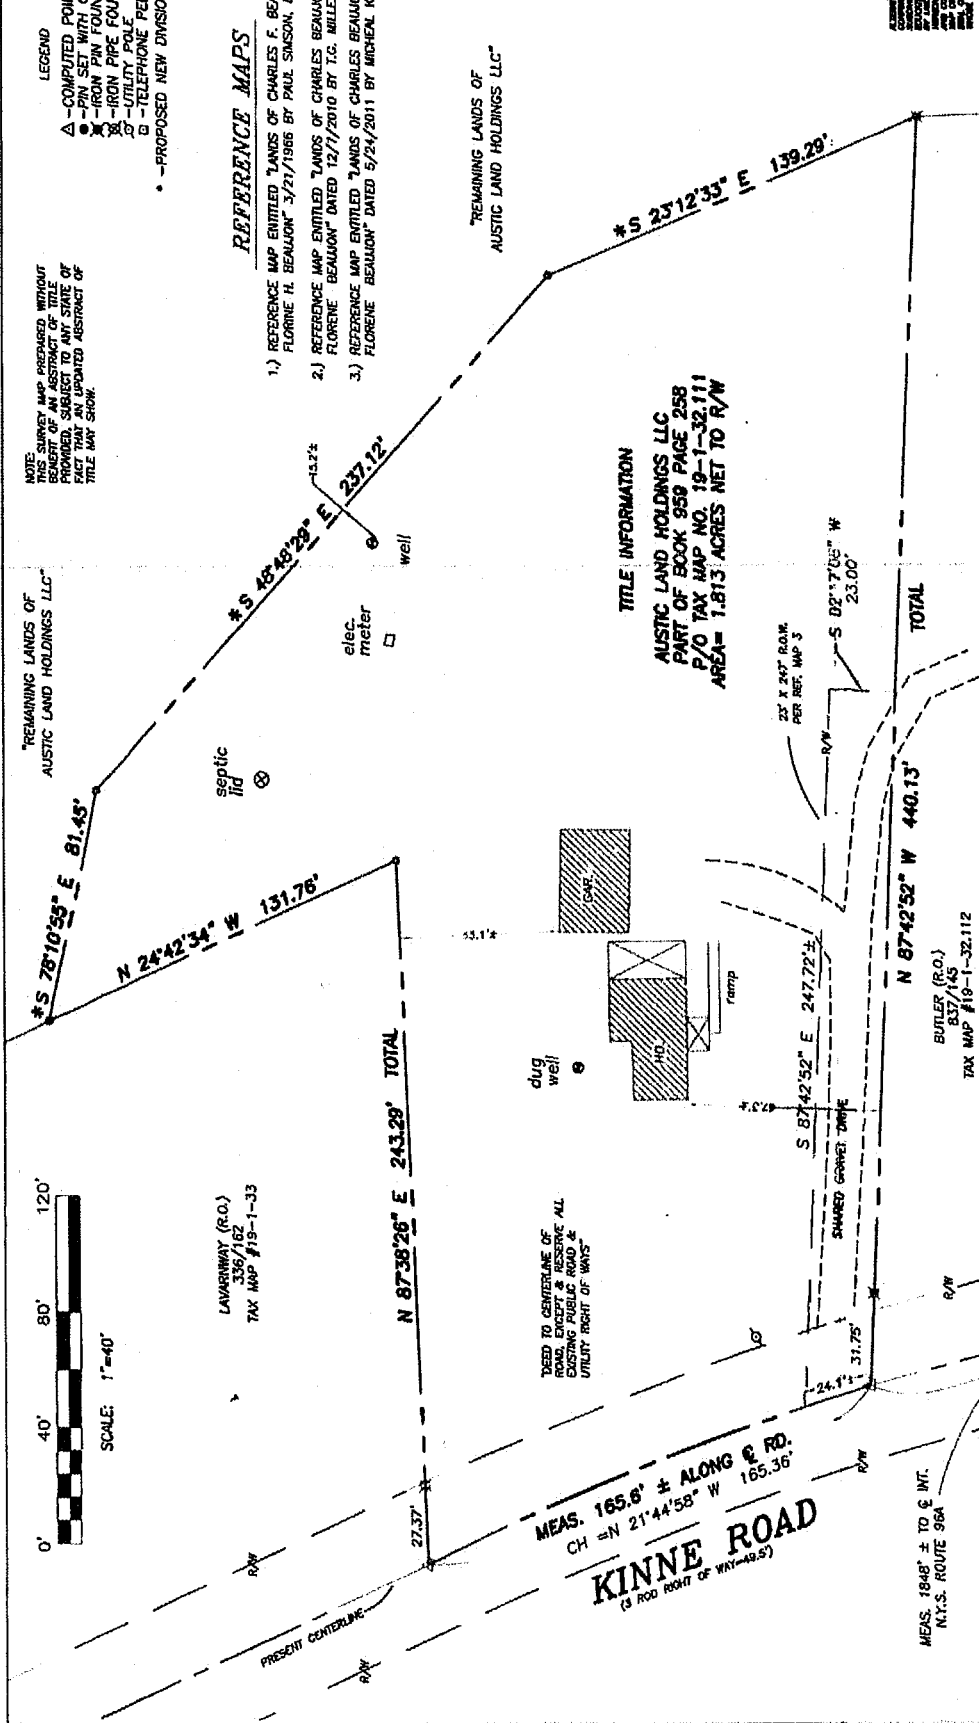 LEGEND
△ -COMPUTED POI
● -PIN SET WITH C
-IRON PIN FOUN
-IRON PIPE FOU
-UTILITY POLE
□ -TELEPHONE PE
* -PROPOSED NEW DIVISIO
NOTE:
THIS SURVEY MAP PREPARED WITHOUT
BENEFIT OF AN ABSTRACT OF TITLE
PROVIDED, SUBJECT TO ANY STATE OF
FACT THAT AN UPDATED ABSTRACT OF
TITLE MAY SHOW.
REFERENCE MAPS
1.) REFERENCE MAP ENTITLED "LANDS OF CHARLES F. BEA
FLORINE H. BEAUJON" 3/21/1966 BY PAUL SIMSON,
2.) REFERENCE MAP ENTITLED "LANDS OF CHARLES BEAUJO
FLORENE BEAUJON" DATED 12/7/2010 BY T.G. MILLE
3.) REFERENCE MAP ENTITLED "LANDS OF CHARLES BEAUJO
FLORENE BEAUJON" DATED 5/24/2011 BY MICHEAL K
"REMAINING LANDS OF
AUSTIC LAND HOLDINGS LLC"
"REMAINING LANDS OF
AUSTIC LAND HOLDINGS LLC"
*S 78°10'55" E 81.45'
*S 48°48'29" E 237.12'
*S 23°12'33" E 139.29'
15.2'±
well
elec.
meter
septic
lid
N 24°42'34" W 131.76'
0' 40' 80' 120'
SCALE: 1"=40'
LAVARNWAY (R.O.)
336/162
TAX MAP #19-1-33
N 87°38'26" E 243.29' TOTAL
27.37'
53.1'±
dug
well
GAR.
HO.
ramp
TITLE INFORMATION
AUSTIC LAND HOLDINGS LLC
PART OF BOOK 959 PAGE 258
P/O TAX MAP NO. 19-1-32.111
AREA= 1.813 ACRES NET TO R/W
"DEED TO CENTERLINE OF
ROAD, EXCEPT & RESERVE ALL
EXISTING PUBLIC ROAD &
UTILITY RIGHT OF WAYS"
47.3'±
23' X 247' R.O.W.
PER REF. MAP 3
R/W
23.00'
S 87°42'52" E 247.72'±
SHARED GRAVEL DRIVE
24.1'±
31.75'
N 87°42'52" W 440.13' TOTAL
BUTLER (R.O.)
837/145
TAX MAP #19-1-32.112
R/W
R/W
R/W
R/W
PRESENT CENTERLINE
MEAS. 165.6' ± ALONG ℄ RD.
CH =N 21°44'58" W 165.36'
KINNE ROAD
(3 ROD RIGHT OF WAY=49.5')
MEAS. 1848' ± TO ℄ INT.
N.Y.S. ROUTE 96A